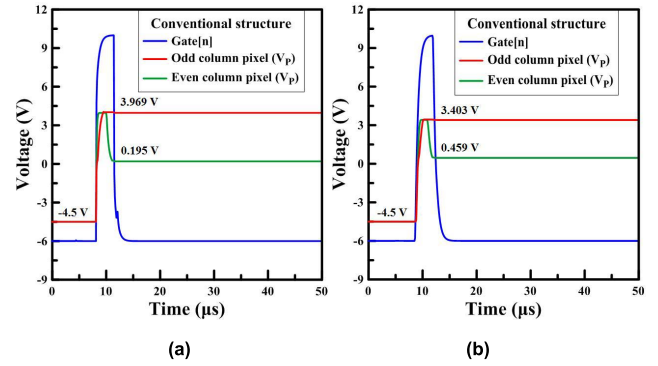 Conventional structure
Gate[n]
Odd column pixel (VP)
Even column pixel (VP)
3.969 V
0.195 V
-4.5 V
Voltage (V)
12
9
6
3
0
-3
-6
-9
0 10 20 30 40 50
Time (μs)
(a)
Conventional structure
Gate[n]
Odd column pixel (VP)
Even column pixel (VP)
3.403 V
0.459 V
-4.5 V
Voltage (V)
12
9
6
3
0
-3
-6
-9
0 10 20 30 40 50
Time (μs)
(b)